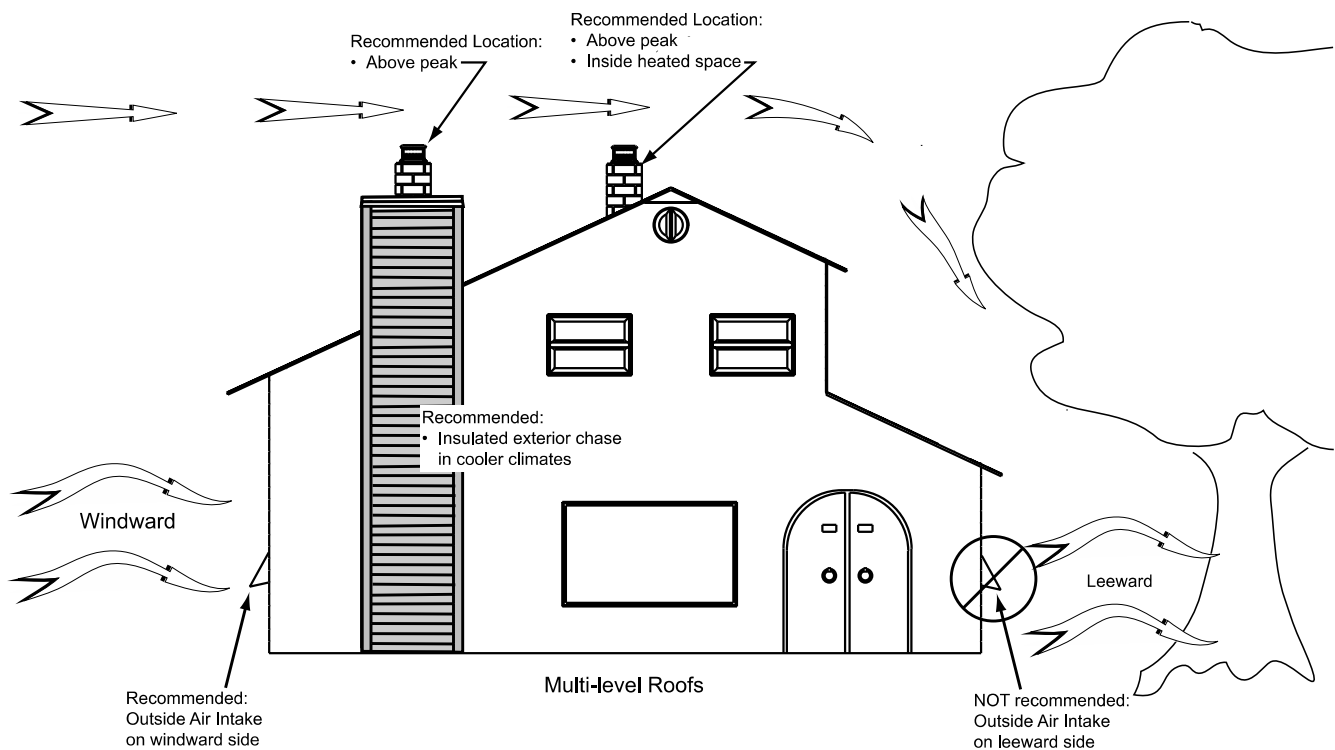 Recommended Location:
• Above peak
Recommended Location:
• Above peak
• Inside heated space
Recommended:
• Insulated exterior chase
in cooler climates
Windward
Leeward
Recommended:
Outside Air Intake
on windward side
Multi-level Roofs
NOT recommended:
Outside Air Intake
on leeward side